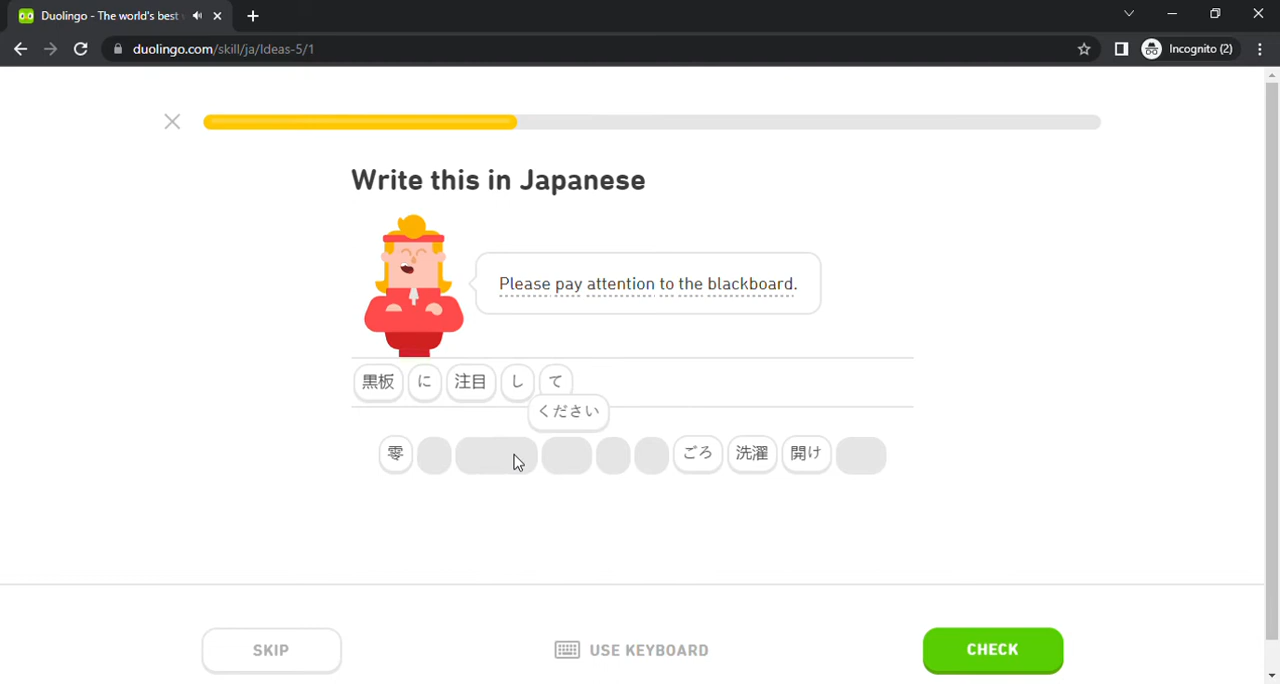 Duolingo - The world's best
duolingo.com/skill/ja/Ideas-5/1
Incognito (2)
Write this in Japanese
Please pay attention to the blackboard.
黒板 に 注目 し て
ください
零 ごろ 洗濯 開け
SKIP USE KEYBOARD CHECK